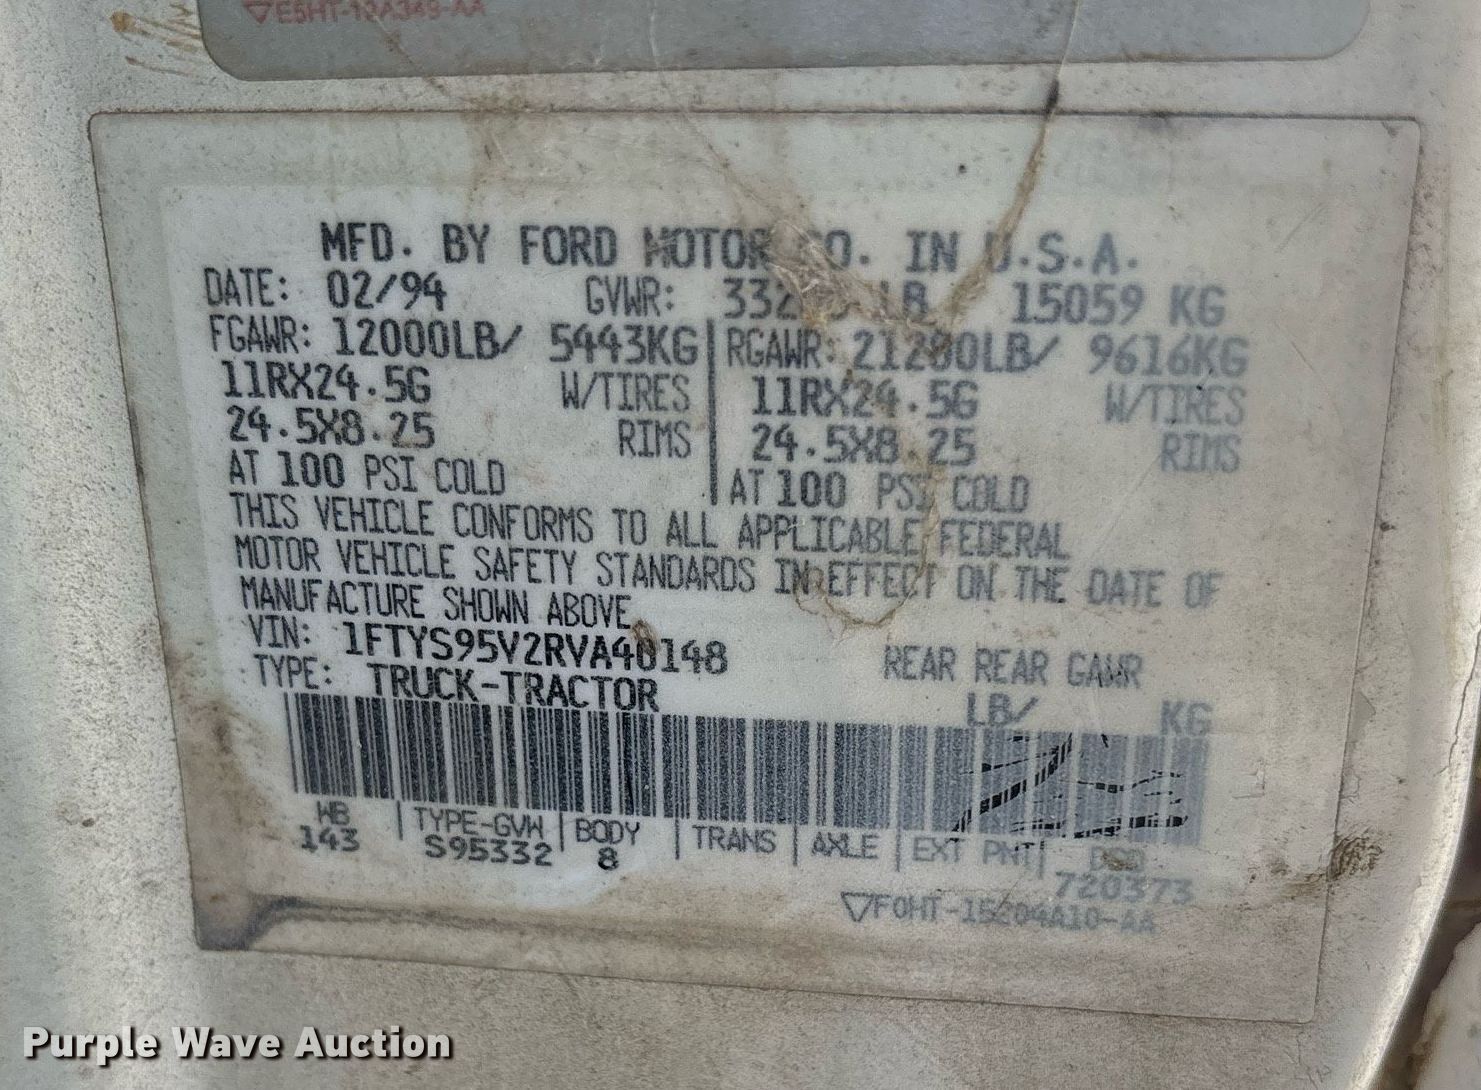 ▽E5HT-19A349-AA
MFD. BY FORD MOTOR CO. IN U.S.A.
DATE: 02/94 GVWR: LB 15059 KG
FGAWR: 12000LB/ 5443KG RGAWR: 21200LB/ 9616KG
11RX24.5G W/TIRES 11RX24.5G W/TIRES
24.5X8.25 RIMS 24.5X8.25 RIMS
AT 100 PSI COLD AT 100 PSI COLD
THIS VEHICLE CONFORMS TO ALL APPLICABLE FEDERAL
MOTOR VEHICLE SAFETY STANDARDS IN EFFECT ON THE DATE OF
MANUFACTURE SHOWN ABOVE.
VIN: 1FTYS95V2RVA40148 REAR REAR GAWR
TYPE: TRUCK-TRACTOR LB/ KG
WB TYPE-GVW BODY TRANS AXLE EXT PNT DSO
143 S95332 8 720373
▽F0HT-15204A10-AA
Purple Wave Auction